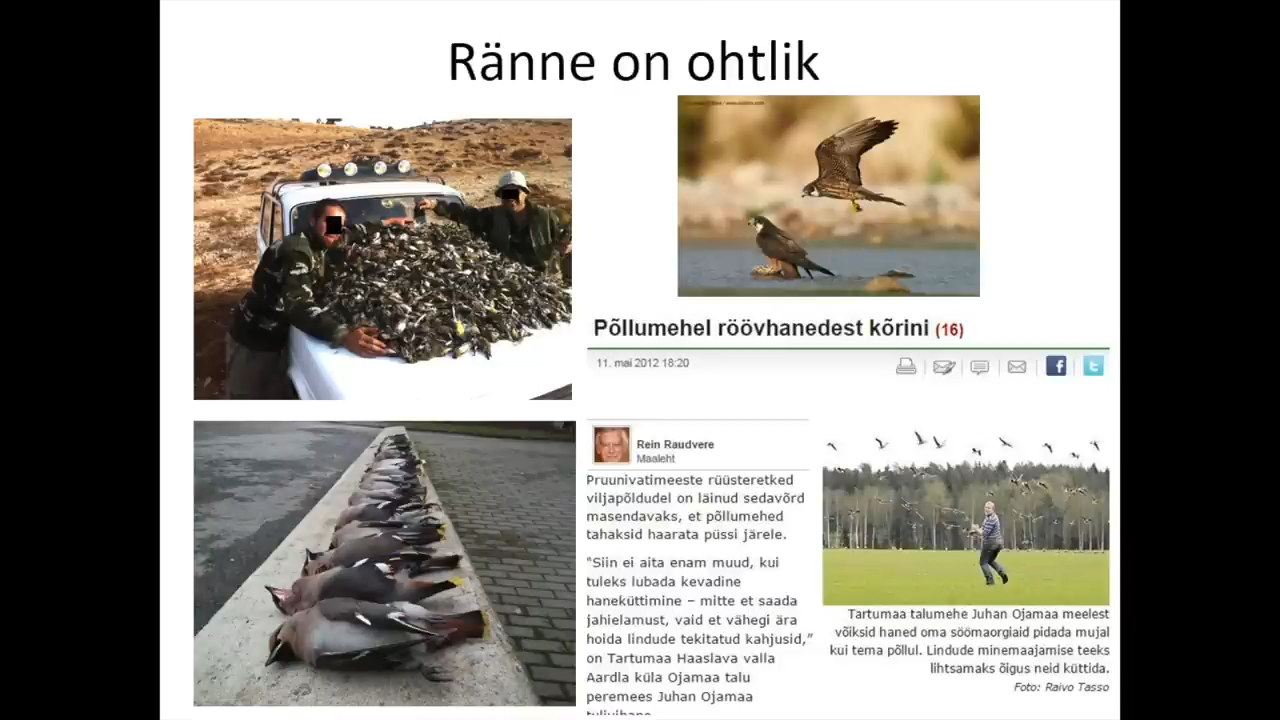 Ränne on ohtlik
Põllumehel röövhanedest kõrini (16)
11. mai 2012 18:20
Rein Raudvere
Maaleht
Pruunivatimeeste rüüsteretked
viljapõldudel on läinud sedavõrd
masendavaks, et põllumehed
tahaksid haarata püssi järele.
"Siin ei aita enam muud, kui
tuleks lubada kevadine
haneküttimine – mitte et saada
jahielamust, vaid et vähegi ära
hoida lindude tekitatud kahjusid,"
on Tartumaa Haaslava valla
Aardla küla Ojamaa talu
peremees Juhan Ojamaa
Tartumaa talumehe Juhan Ojamaa meelest
võiksid haned oma söömaorgiaid pidada mujal
kui tema põllul. Lindude minemaajamise teeks
lihtsamaks õigus neid küttida.
Foto: Raivo Tasso